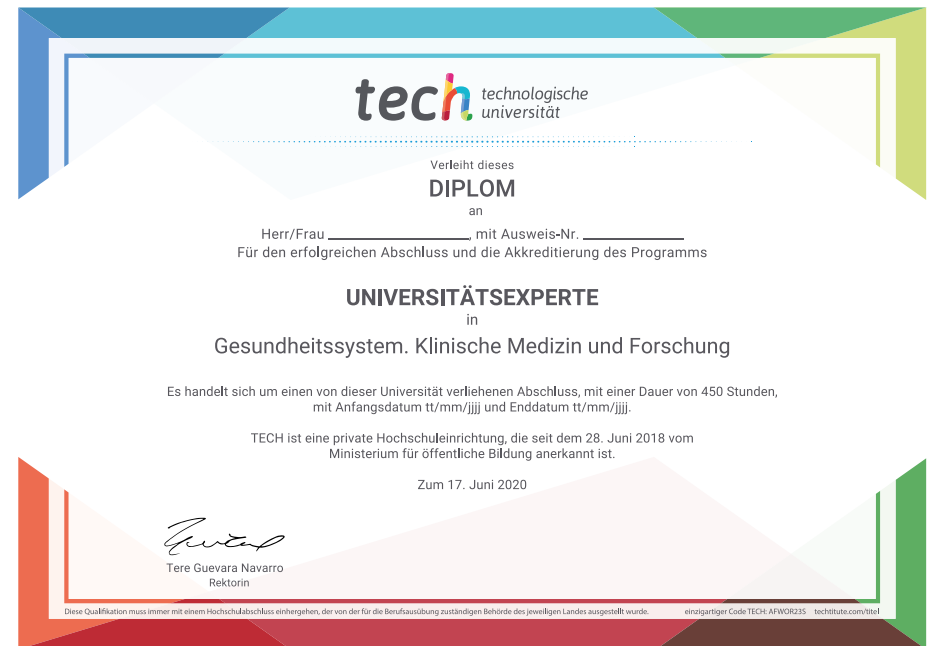 tech technologische
universität
Verleiht dieses
DIPLOM
an
Herr/Frau ____________________, mit Ausweis-Nr. ______________
Für den erfolgreichen Abschluss und die Akkreditierung des Programms
UNIVERSITÄTSEXPERTE
in
Gesundheitssystem. Klinische Medizin und Forschung
Es handelt sich um einen von dieser Universität verliehenen Abschluss, mit einer Dauer von 450 Stunden,
mit Anfangsdatum tt/mm/jjjj und Enddatum tt/mm/jjjj.
TECH ist eine private Hochschuleinrichtung, die seit dem 28. Juni 2018 vom
Ministerium für öffentliche Bildung anerkannt ist.
Zum 17. Juni 2020
Tere Guevara Navarro
Rektorin
Diese Qualifikation muss immer mit einem Hochschulabschluss einhergehen, der von der für die Berufsausübung zuständigen Behörde des jeweiligen Landes ausgestellt wurde. einzigartiger Code TECH: AFWOR23S techtitute.com/titel